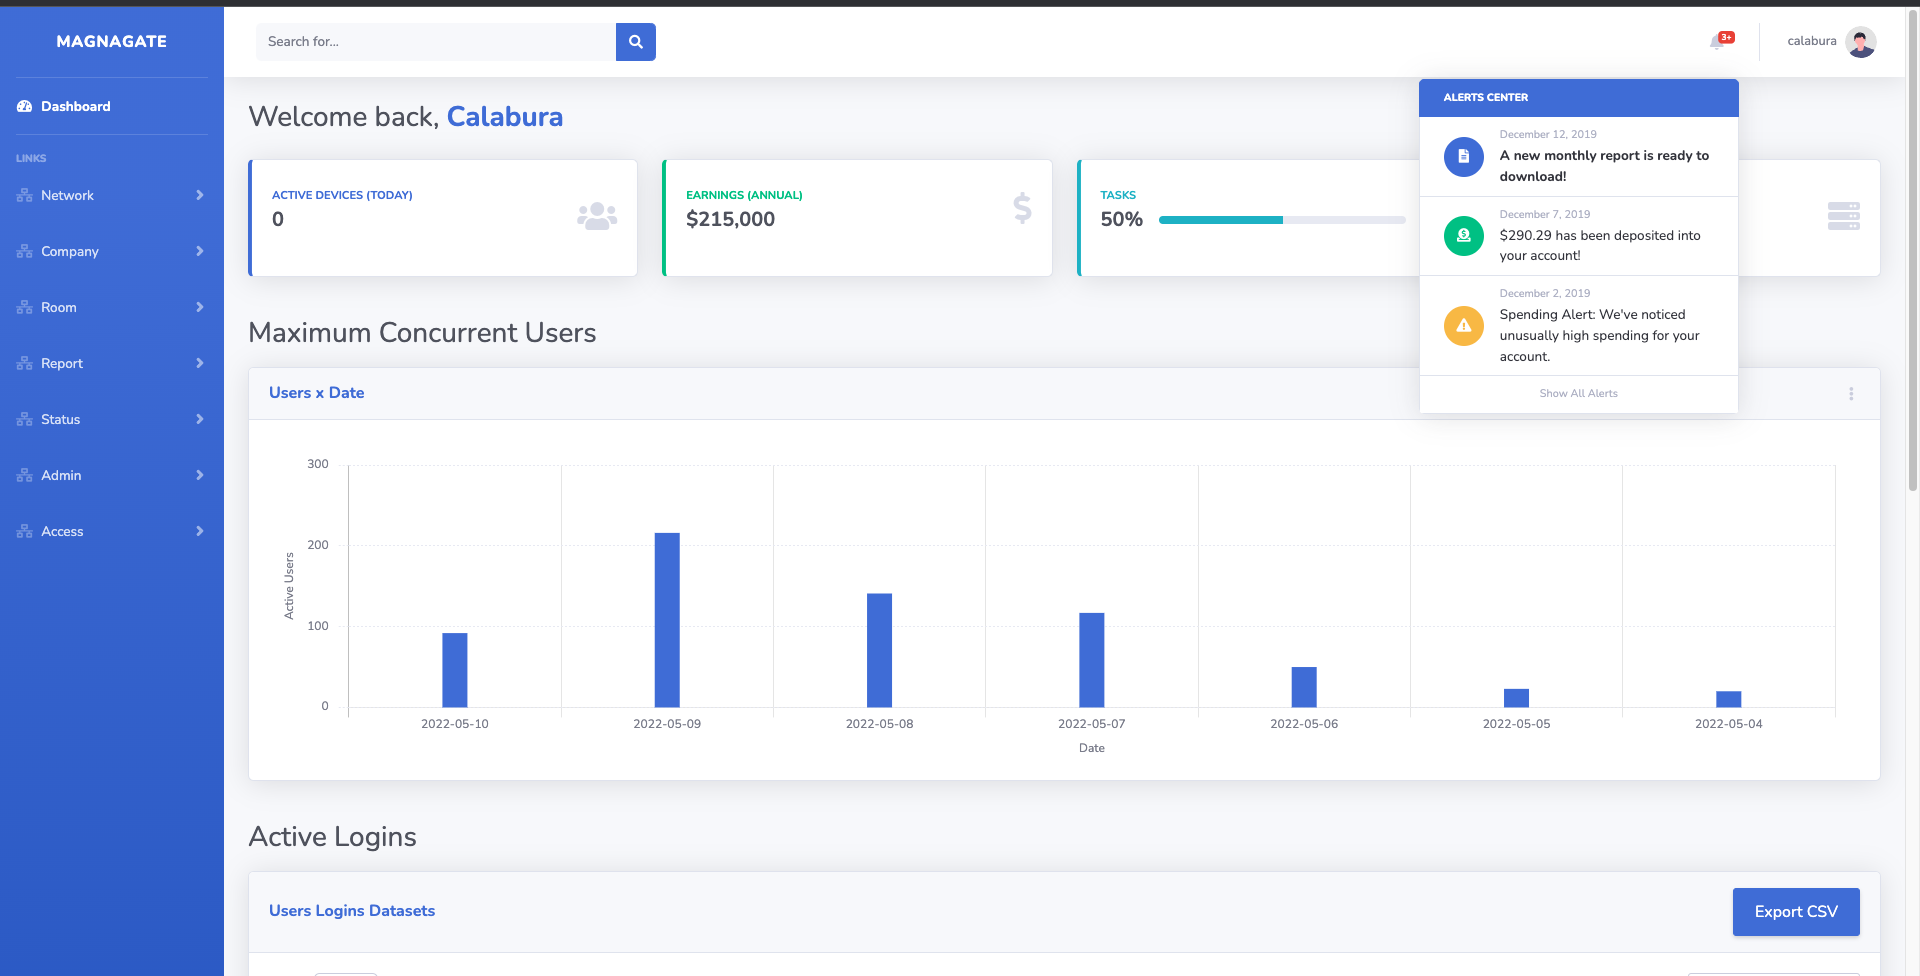 MAGNAGATE
Dashboard
LINKS
Network
Company
Room
Report
Status
Admin
Access
Search for...
3+
calabura
Welcome back, Calabura
ACTIVE DEVICES (TODAY)
0
EARNINGS (ANNUAL)
$215,000
TASKS
50%
ALERTS CENTER
December 12, 2019
A new monthly report is ready to
download!
December 7, 2019
$290.29 has been deposited into
your account!
December 2, 2019
Spending Alert: We've noticed
unusually high spending for your
account.
Show All Alerts
Maximum Concurrent Users
Users x Date
300
200
100
0
Active Users
2022-05-10
2022-05-09
2022-05-08
2022-05-07
2022-05-06
2022-05-05
2022-05-04
Date
Active Logins
Users Logins Datasets
Export CSV